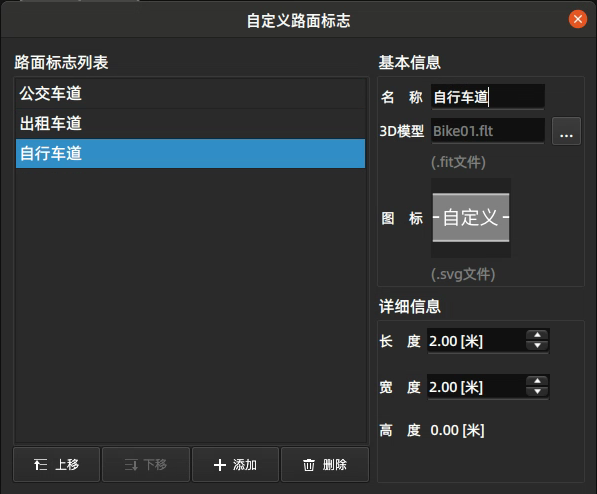 自定义路面标志
路面标志列表
公交车道
出租车道
自行车道
上移
下移
添加
删除
基本信息
名 称 自行车道
3D模型 Bike01.flt ...
(.fit文件)
图 标 自定义
(.svg文件)
详细信息
长 度 2.00 [米]
宽 度 2.00 [米]
高 度 0.00 [米]